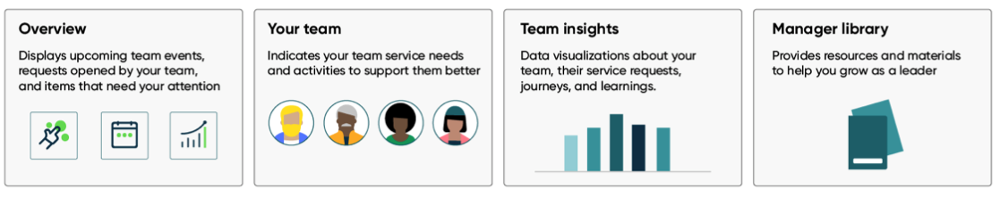 Overview
Displays upcoming team events,
requests opened by your team,
and items that need your attention
Your team
Indicates your team service needs
and activities to support them better
Team insights
Data visualizations about your
team, their service requests,
journeys, and learnings.
Manager library
Provides resources and materials
to help you grow as a leader